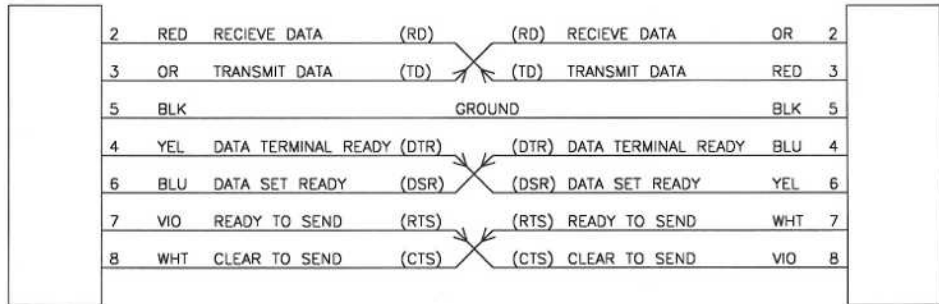 2 RED RECIEVE DATA (RD) (RD) RECIEVE DATA OR 2
3 OR TRANSMIT DATA (TD) (TD) TRANSMIT DATA RED 3
5 BLK GROUND BLK 5
4 YEL DATA TERMINAL READY (DTR) (DTR) DATA TERMINAL READY BLU 4
6 BLU DATA SET READY (DSR) (DSR) DATA SET READY YEL 6
7 VIO READY TO SEND (RTS) (RTS) READY TO SEND WHT 7
8 WHT CLEAR TO SEND (CTS) (CTS) CLEAR TO SEND VIO 8